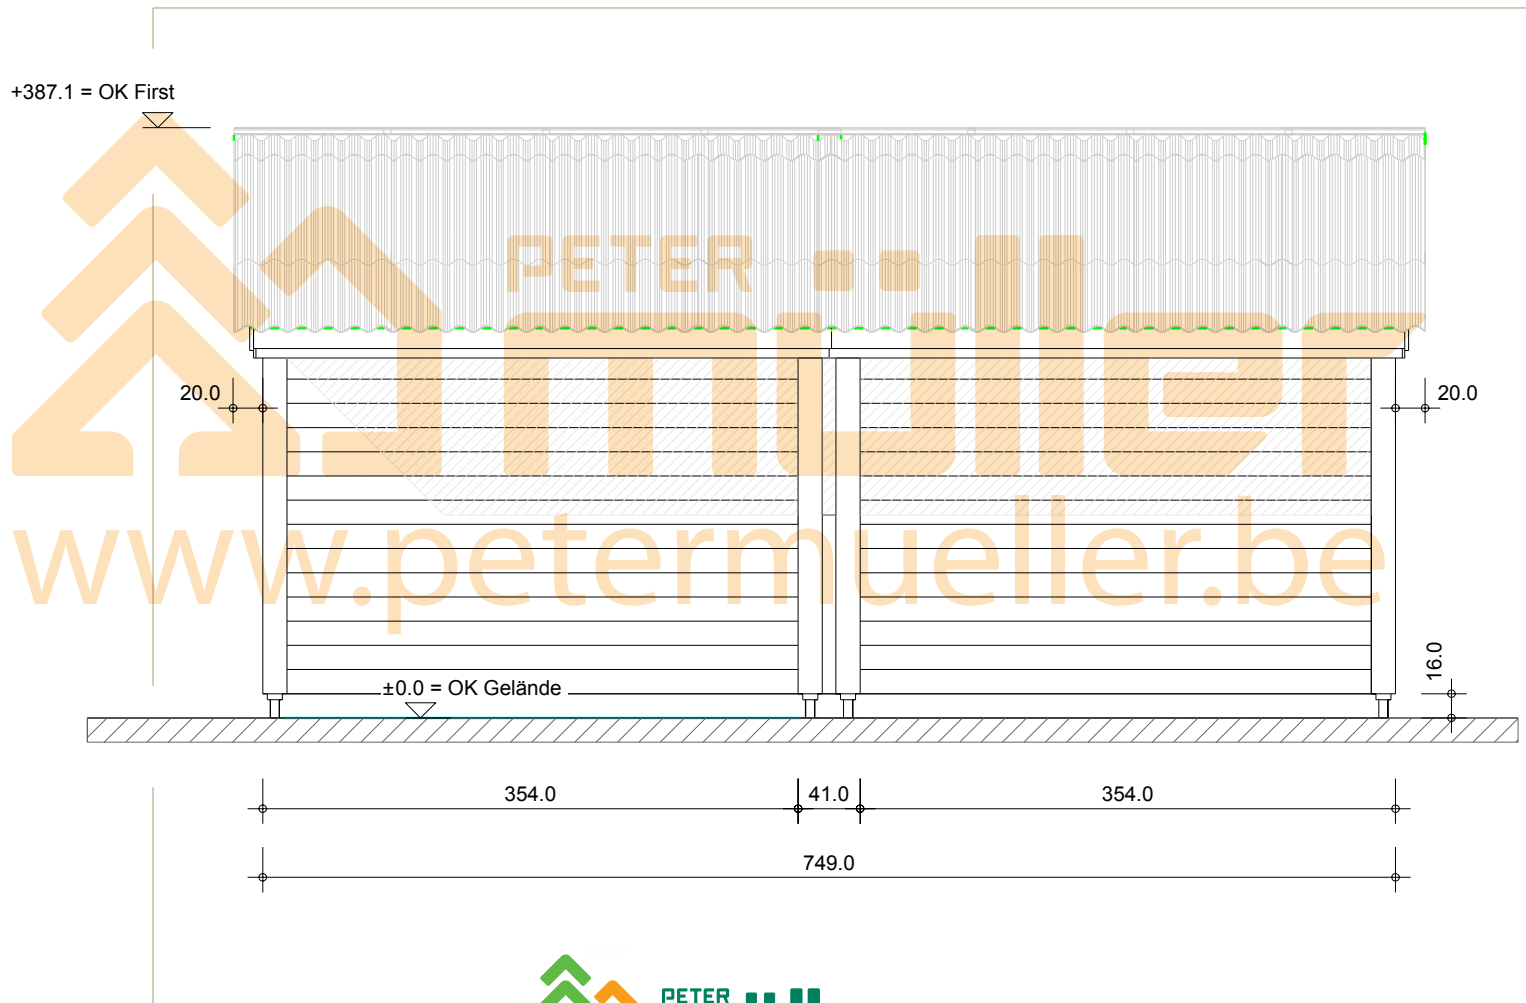 +387.1 = OK First
PETER
müller
20.0
20.0
www.petermueller.be
16.0
±0.0 = OK Gelände
354.0
41.0
354.0
749.0
PETER